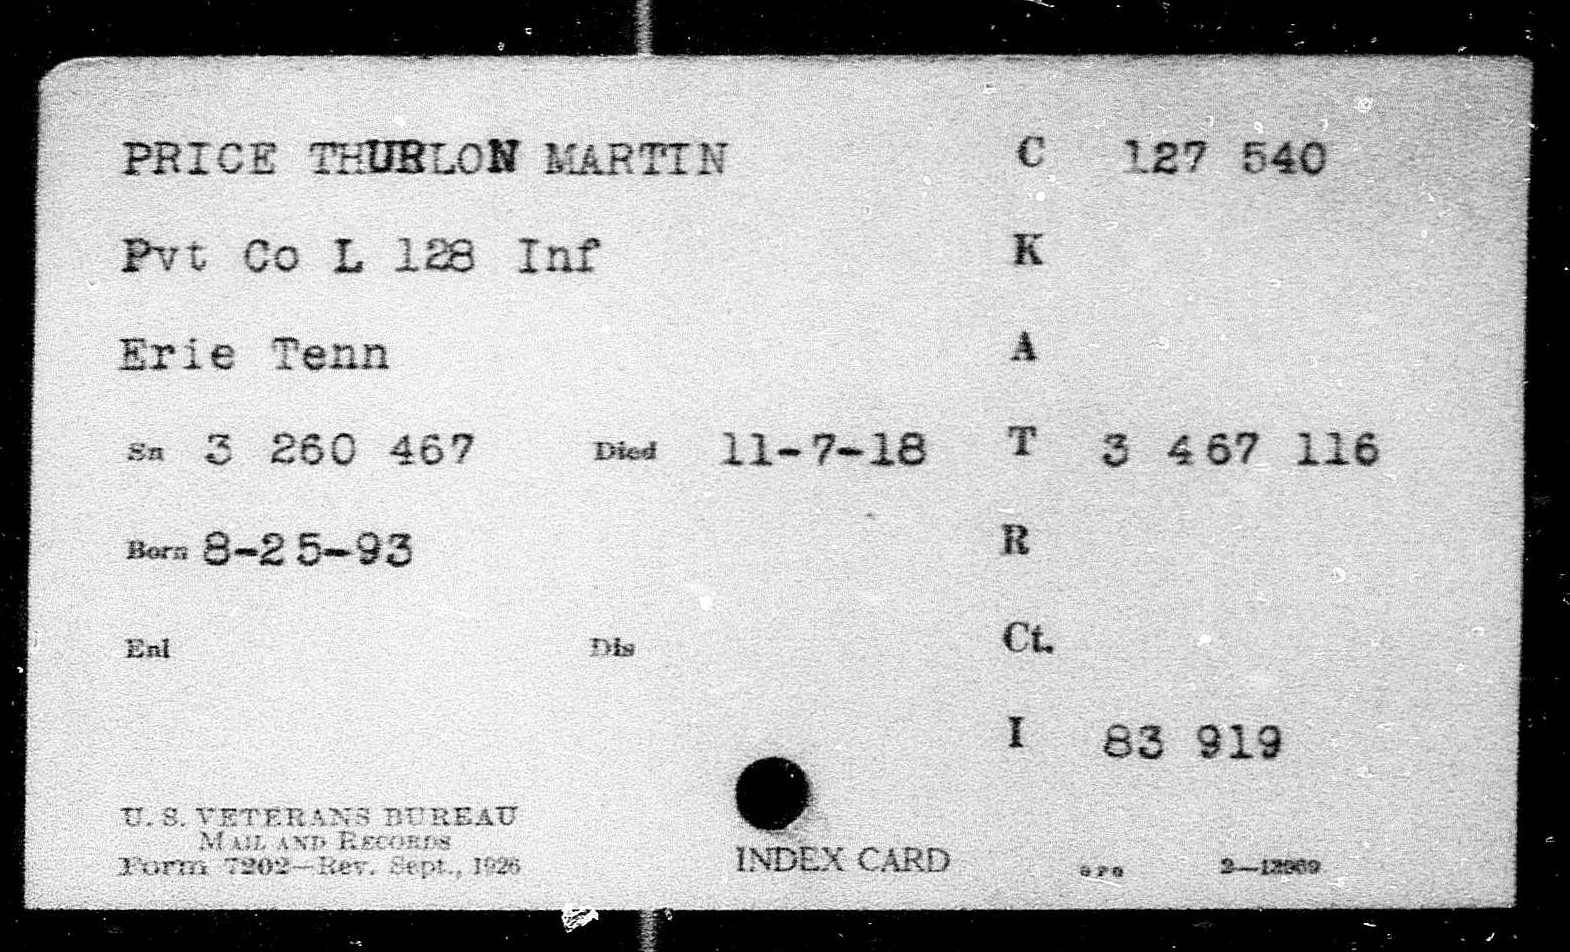 PRICE THURLON MARTIN C 127 540
Pvt Co L 128 Inf K
Erie Tenn A
Sn 3 260 467 Died 11-7-18 T 3 467 116
Born 8-25-93 R
Enl Dis Ct.
I 83 919
U. S. VETERANS BUREAU
MAIL AND RECORDS
Form 7202—Rev. Sept., 1926
INDEX CARD GPO